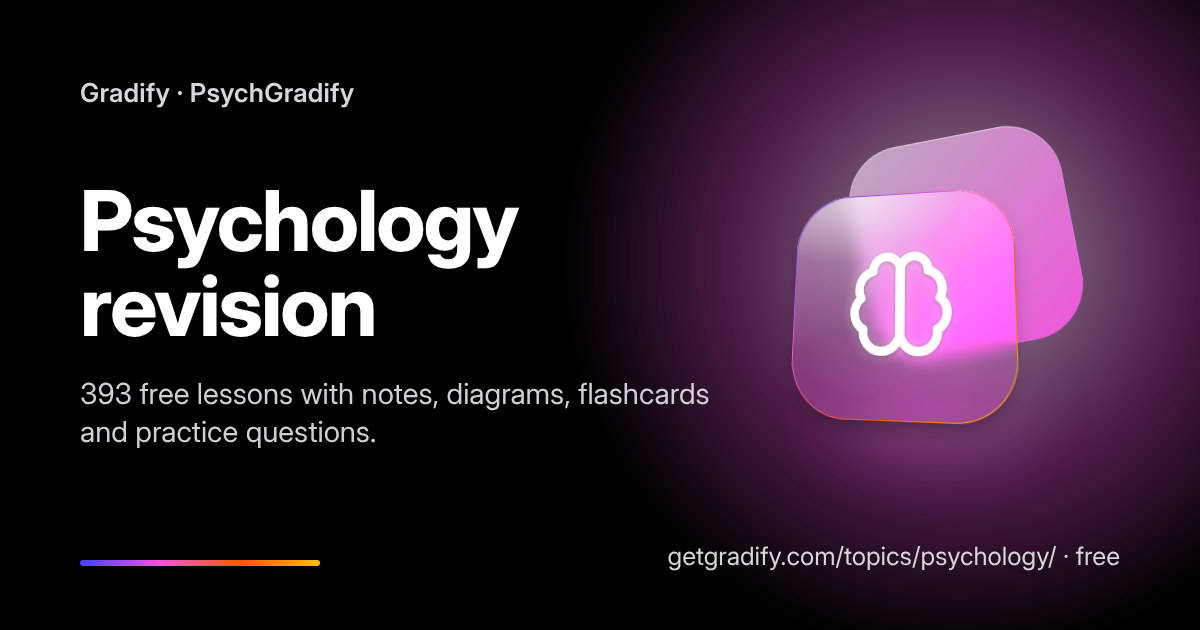 Gradify · PsychGradify
Psychology
revision
393 free lessons with notes, diagrams, flashcards
and practice questions.
getgradify.com/topics/psychology/ · free